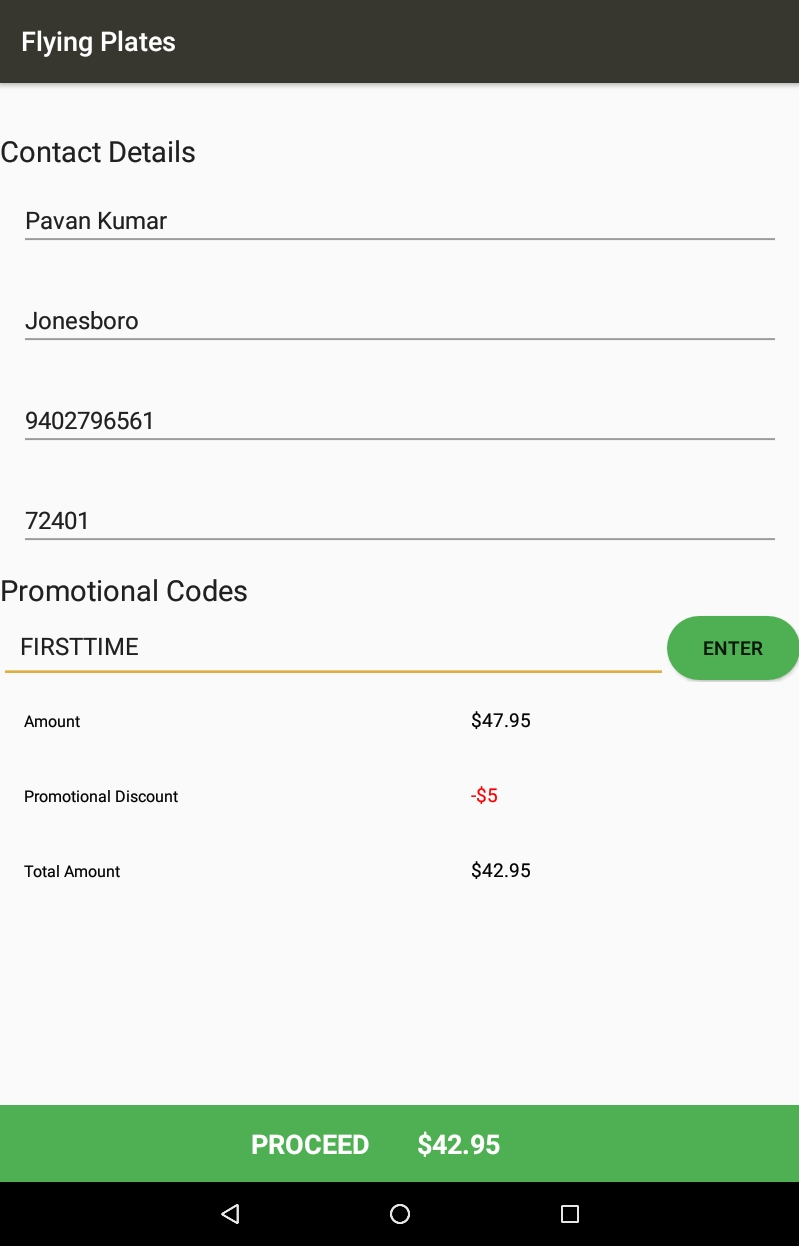 Flying Plates
Contact Details
Pavan Kumar
Jonesboro
9402796561
72401
Promotional Codes
FIRSTTIME ENTER
Amount $47.95
Promotional Discount -$5
Total Amount $42.95
PROCEED $42.95